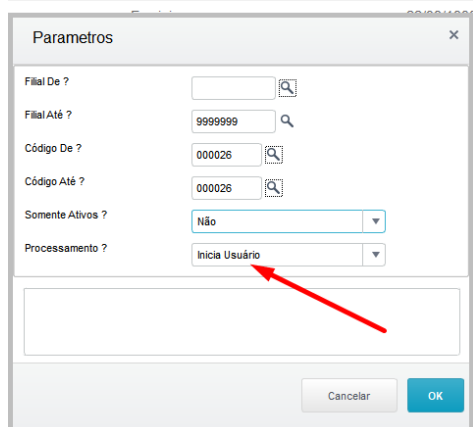 Parametros
Filial De ?
Filial Até ?
9999999
Código De ?
000026
Código Até ?
000026
Somente Ativos ?
Não
Processamento ?
Inicia Usuário
Cancelar
OK